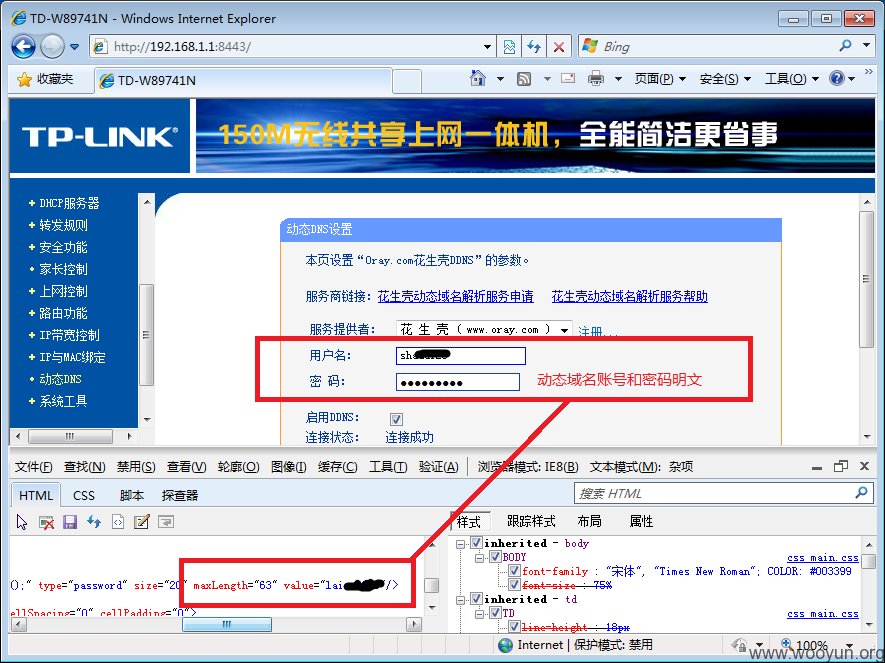 TD-W89741N - Windows Internet Explorer
http://192.168.1.1:8443/
Bing
收藏夹
TD-W89741N
页面(P)
安全(S)
工具(O)
TP-LINK®
150M无线共享上网一体机，全能简洁更省事
+ DHCP服务器
+ 转发规则
+ 安全功能
• 家长控制
+ 上网控制
+ 路由功能
+ IP带宽控制
+ IP与MAC绑定
• 动态DNS
+ 系统工具
动态DNS设置
本页设置“Oray.com花生壳DDNS”的参数。
服务商链接: 花生壳动态域名解析服务申请 花生壳动态域名解析服务帮助
服务提供者: 花 生 壳 ( www.oray.com ) 注册...
用户名:
密 码: 动态域名账号和密码明文
启用DDNS:
连接状态: 连接成功
文件(F) 查找(N) 禁用(S) 查看(V) 轮廓(O) 图像(I) 缓存(C) 工具(T) 验证(A) 浏览器模式: IE8(B) 文本模式(M): 杂项
HTML CSS 脚本 探查器
搜索 HTML
样式 跟踪样式 布局 属性
();" type="password" size="20" maxLength="63" value="lai /> 
ellSpacing="0" cellPadding="0">
inherited - body
BODY css main.css
font-family : "宋体", "Times New Roman"; COLOR: #003399
font-size : 75%
inherited - td
TD css main.css
line-height : 18px
Internet | 保护模式: 禁用
100%
www.wooyun.org